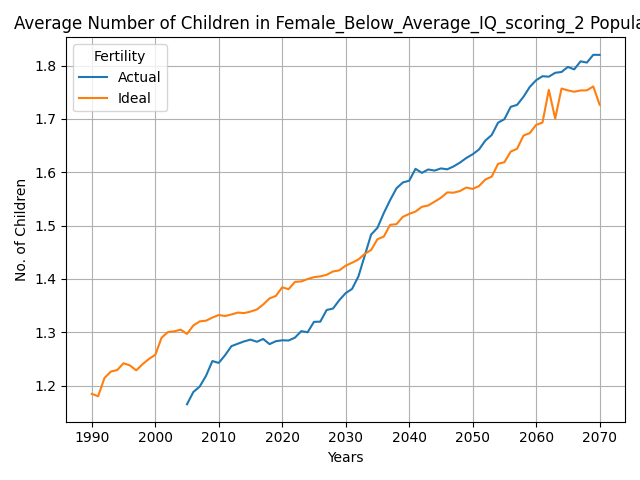 Average Number of Children in Female_Below_Average_IQ_scoring_2 Popula
Fertility
Actual
Ideal
No. of Children
1.8
1.7
1.6
1.5
1.4
1.3
1.2
1990 2000 2010 2020 2030 2040 2050 2060 2070
Years